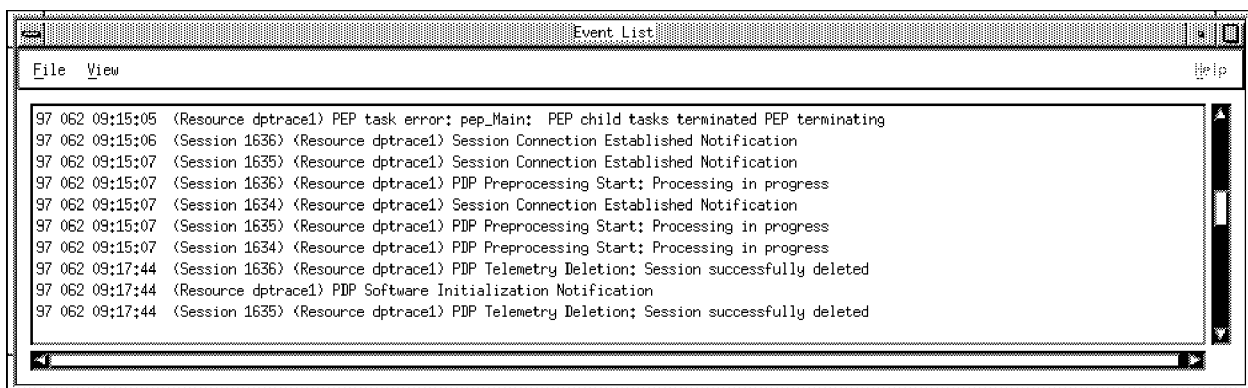 Event List
File View Help
97 062 09:15:05 (Resource dptrace1) PEP task error: pep_Main: PEP child tasks terminated PEP terminating
97 062 09:15:06 (Session 1636) (Resource dptrace1) Session Connection Established Notification
97 062 09:15:07 (Session 1635) (Resource dptrace1) Session Connection Established Notification
97 062 09:15:07 (Session 1636) (Resource dptrace1) PDP Preprocessing Start: Processing in progress
97 062 09:15:07 (Session 1634) (Resource dptrace1) Session Connection Established Notification
97 062 09:15:07 (Session 1635) (Resource dptrace1) PDP Preprocessing Start: Processing in progress
97 062 09:15:07 (Session 1634) (Resource dptrace1) PDP Preprocessing Start: Processing in progress
97 062 09:17:44 (Session 1636) (Resource dptrace1) PDP Telemetry Deletion: Session successfully deleted
97 062 09:17:44 (Resource dptrace1) PDP Software Initialization Notification
97 062 09:17:44 (Session 1635) (Resource dptrace1) PDP Telemetry Deletion: Session successfully deleted